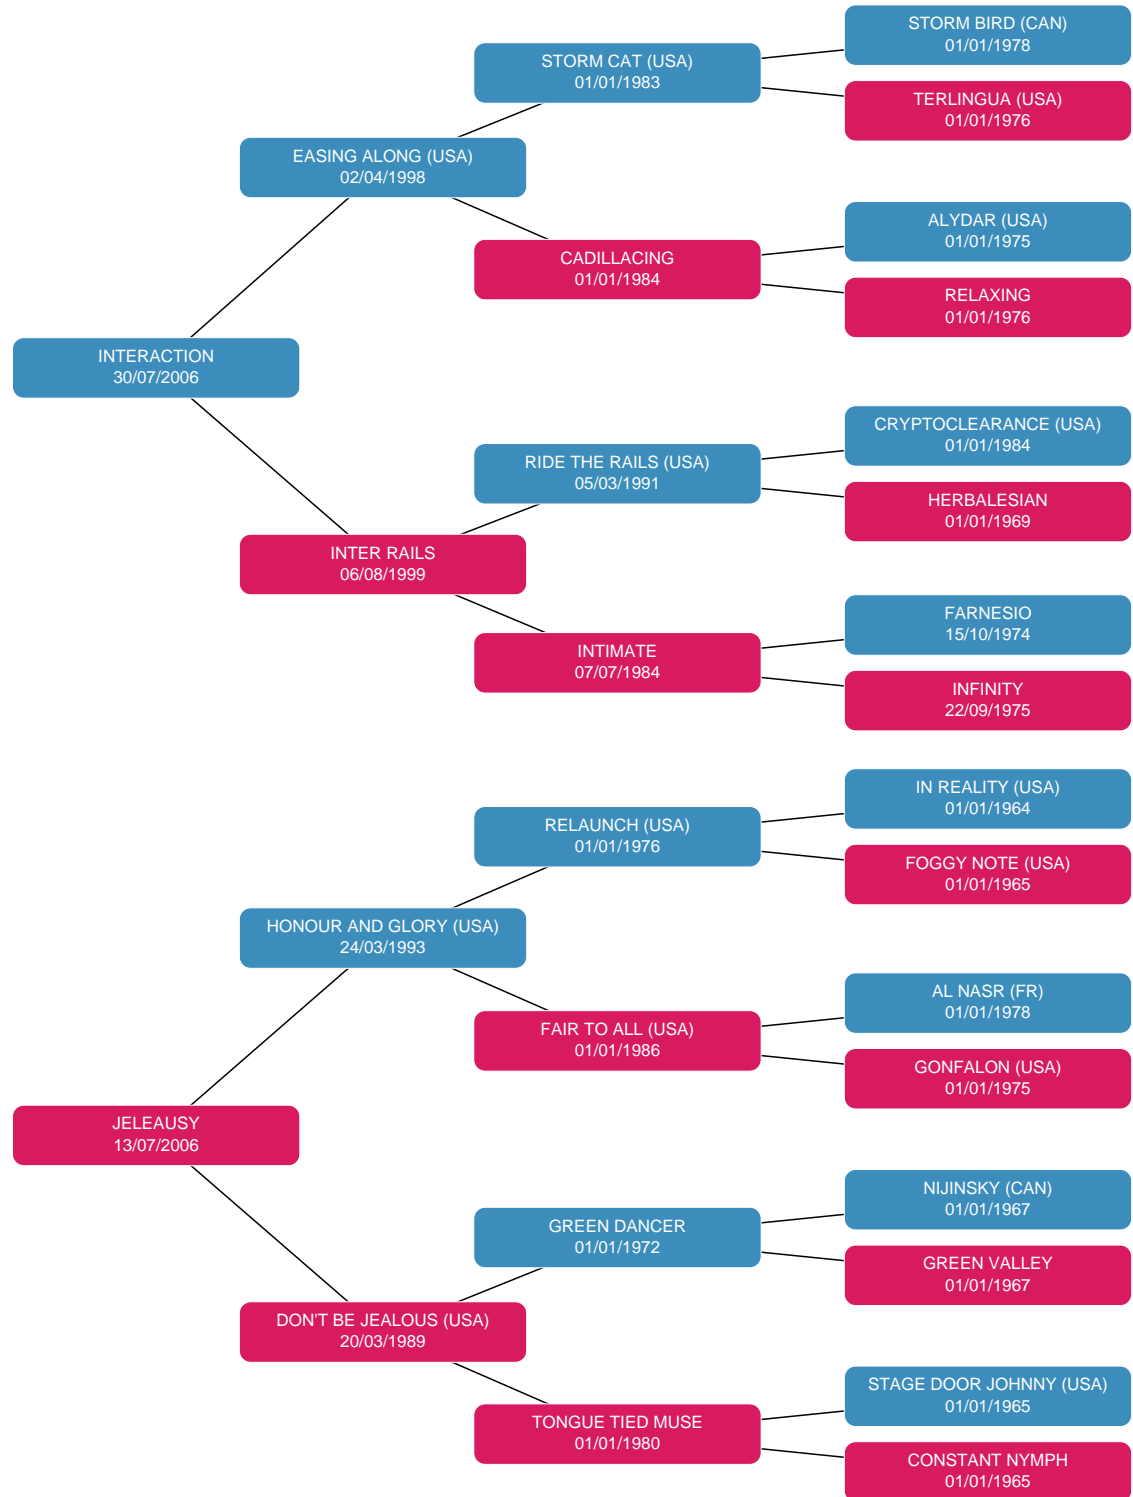 STORM BIRD (CAN)
01/01/1978
STORM CAT (USA)
01/01/1983
TERLINGUA (USA)
01/01/1976
EASING ALONG (USA)
02/04/1998
ALYDAR (USA)
01/01/1975
CADILLACING
01/01/1984
RELAXING
01/01/1976
INTERACTION
30/07/2006
CRYPTOCLEARANCE (USA)
01/01/1984
RIDE THE RAILS (USA)
05/03/1991
HERBALESIAN
01/01/1969
INTER RAILS
06/08/1999
FARNESIO
15/10/1974
INTIMATE
07/07/1984
INFINITY
22/09/1975
IN REALITY (USA)
01/01/1964
RELAUNCH (USA)
01/01/1976
FOGGY NOTE (USA)
01/01/1965
HONOUR AND GLORY (USA)
24/03/1993
AL NASR (FR)
01/01/1978
FAIR TO ALL (USA)
01/01/1986
GONFALON (USA)
01/01/1975
JELEAUSY
13/07/2006
NIJINSKY (CAN)
01/01/1967
GREEN DANCER
01/01/1972
GREEN VALLEY
01/01/1967
DON'T BE JEALOUS (USA)
20/03/1989
STAGE DOOR JOHNNY (USA)
01/01/1965
TONGUE TIED MUSE
01/01/1980
CONSTANT NYMPH
01/01/1965